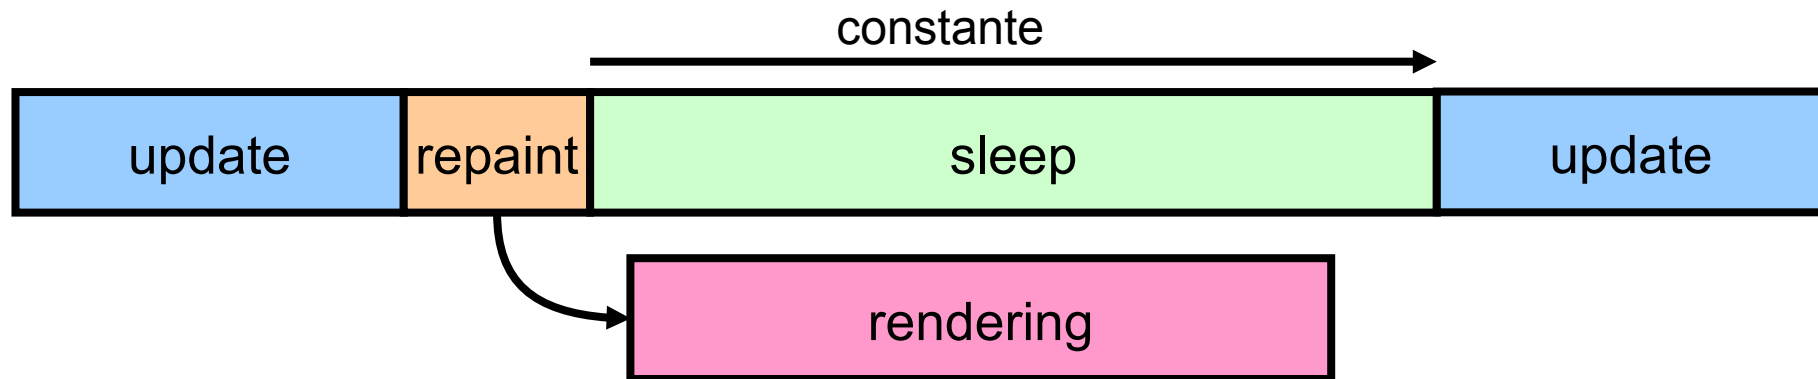 constante
update repaint sleep update
rendering